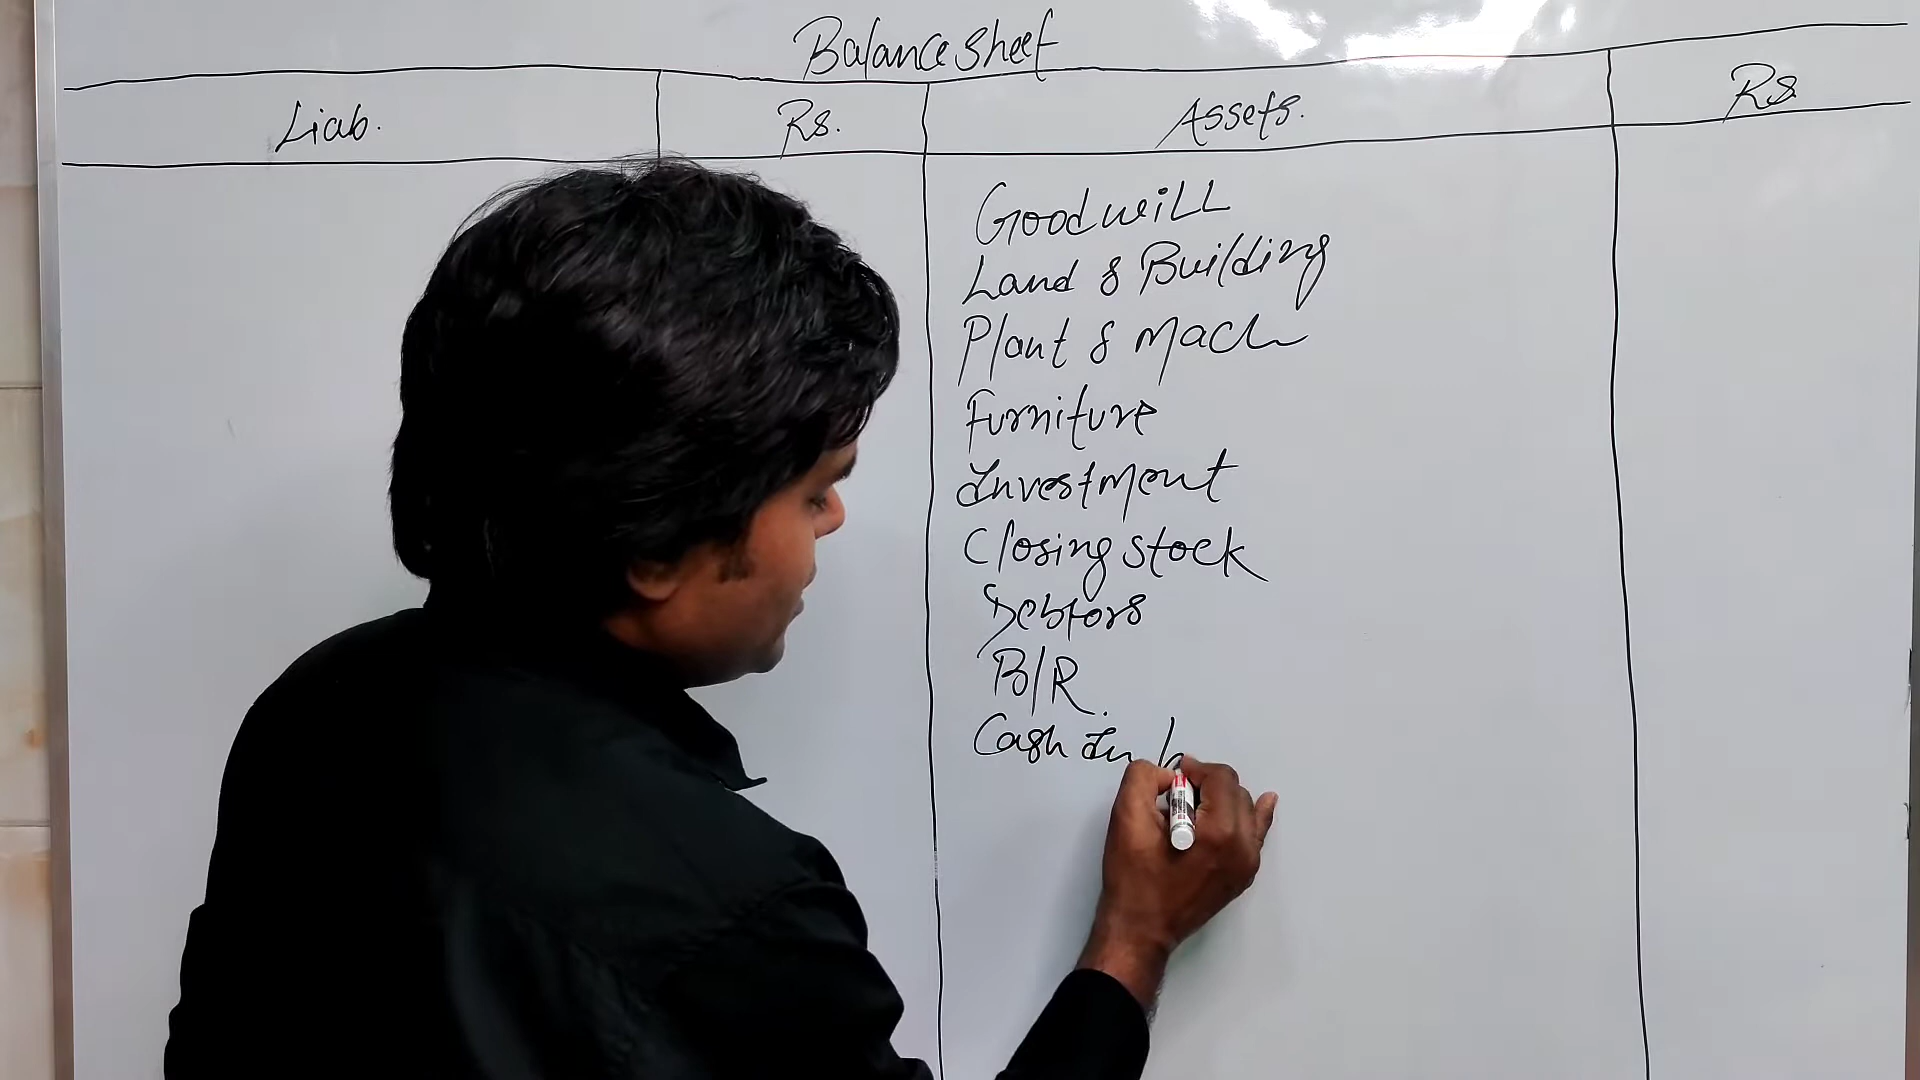 Balance Sheet
Liab. Rs. Assets. Rs.
Goodwill
Land & Building
Plant & Mach
Furniture
Investment
Closing stock
Debtors
B/R.
Cash In